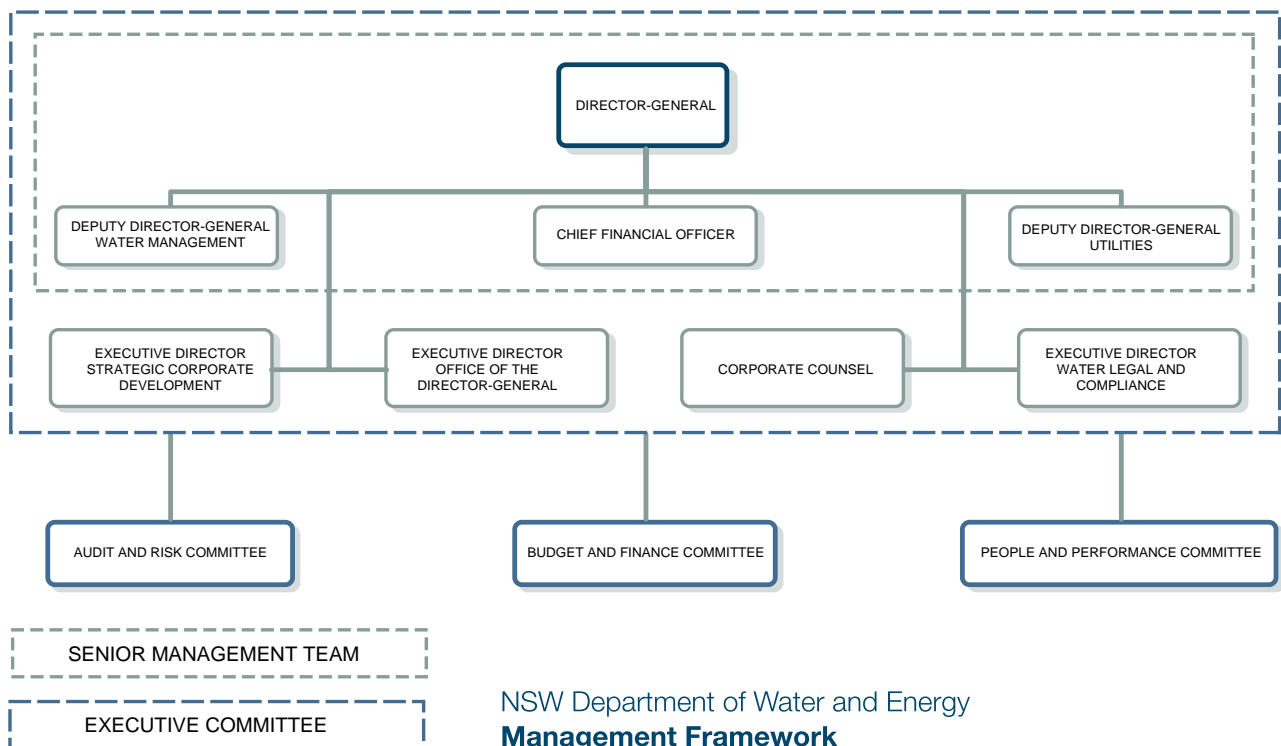 DIRECTOR-GENERAL
DEPUTY DIRECTOR-GENERAL
WATER MANAGEMENT
CHIEF FINANCIAL OFFICER
DEPUTY DIRECTOR-GENERAL
UTILITIES
EXECUTIVE DIRECTOR
STRATEGIC CORPORATE
DEVELOPMENT
EXECUTIVE DIRECTOR
OFFICE OF THE
DIRECTOR-GENERAL
CORPORATE COUNSEL
EXECUTIVE DIRECTOR
WATER LEGAL AND
COMPLIANCE
AUDIT AND RISK COMMITTEE
BUDGET AND FINANCE COMMITTEE
PEOPLE AND PERFORMANCE COMMITTEE
SENIOR MANAGEMENT TEAM
EXECUTIVE COMMITTEE
NSW Department of Water and Energy
Management Framework